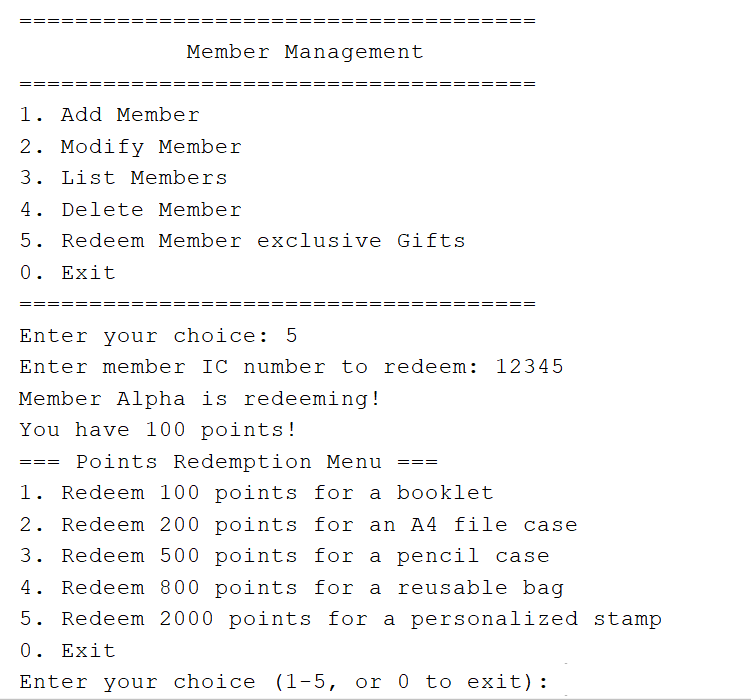 =====================================
Member Management
=====================================
1. Add Member
2. Modify Member
3. List Members
4. Delete Member
5. Redeem Member exclusive Gifts
0. Exit
=====================================
Enter your choice: 5
Enter member IC number to redeem: 12345
Member Alpha is redeeming!
You have 100 points!
=== Points Redemption Menu ===
1. Redeem 100 points for a booklet
2. Redeem 200 points for an A4 file case
3. Redeem 500 points for a pencil case
4. Redeem 800 points for a reusable bag
5. Redeem 2000 points for a personalized stamp
0. Exit
Enter your choice (1-5, or 0 to exit):